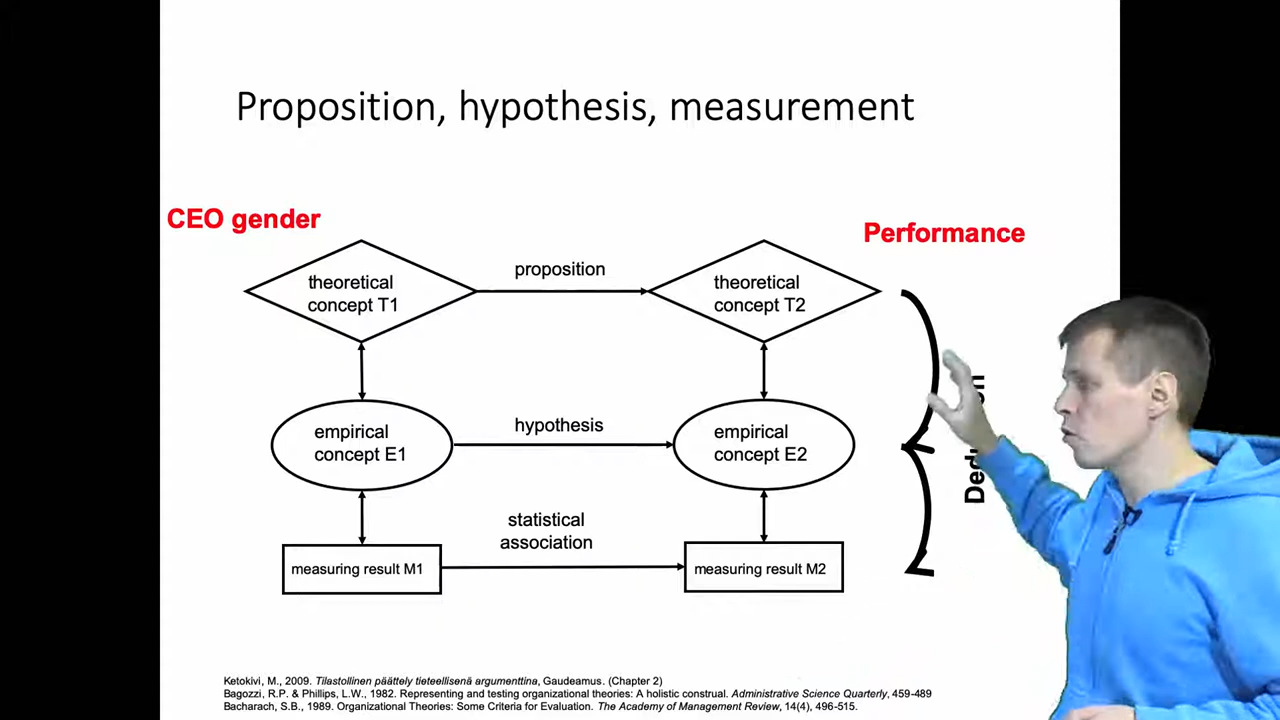 Proposition, hypothesis, measurement
CEO gender
Performance
proposition
theoretical
concept T1
theoretical
concept T2
hypothesis
empirical
concept E1
empirical
concept E2
statistical
association
measuring result M1
measuring result M2
Ketokivi, M., 2009. Tilastollinen päättely tieteellisenä argumenttina, Gaudeamus. (Chapter 2)
Bagozzi, R.P. & Phillips, L.W., 1982. Representing and testing organizational theories: A holistic construal. Administrative Science Quarterly, 459-489
Bacharach, S.B., 1989. Organizational Theories: Some Criteria for Evaluation. The Academy of Management Review, 14(4), 496-515.